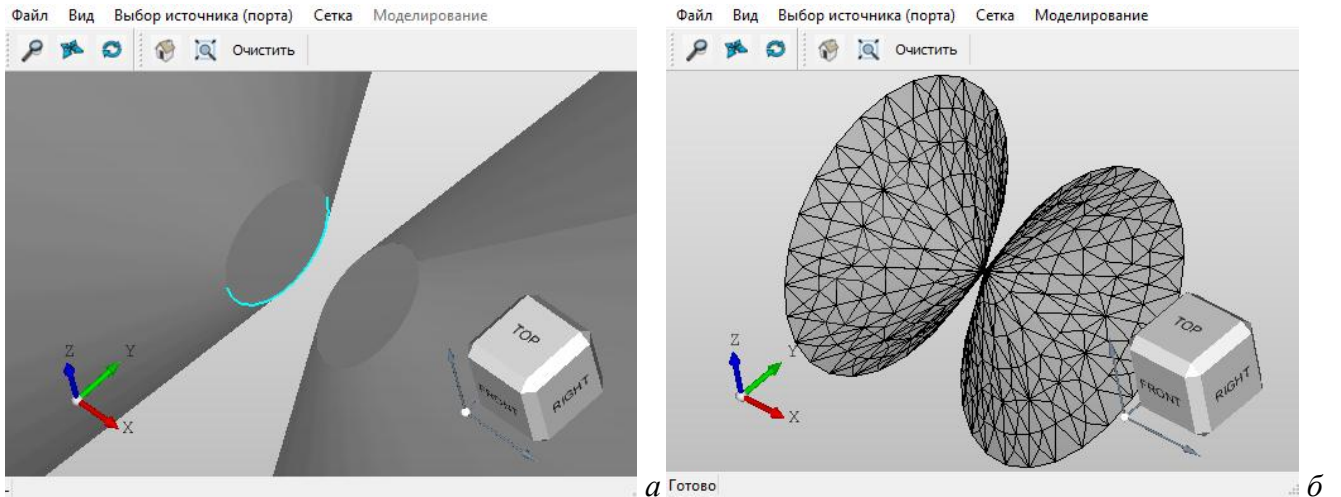 Файл Вид Выбор источника (порта) Сетка Моделирование
Очистить
TOP
FRONT
RIGHT
Z
Y
X
а
Файл Вид Выбор источника (порта) Сетка Моделирование
Очистить
TOP
FRONT
RIGHT
Z
Y
X
Готово
б